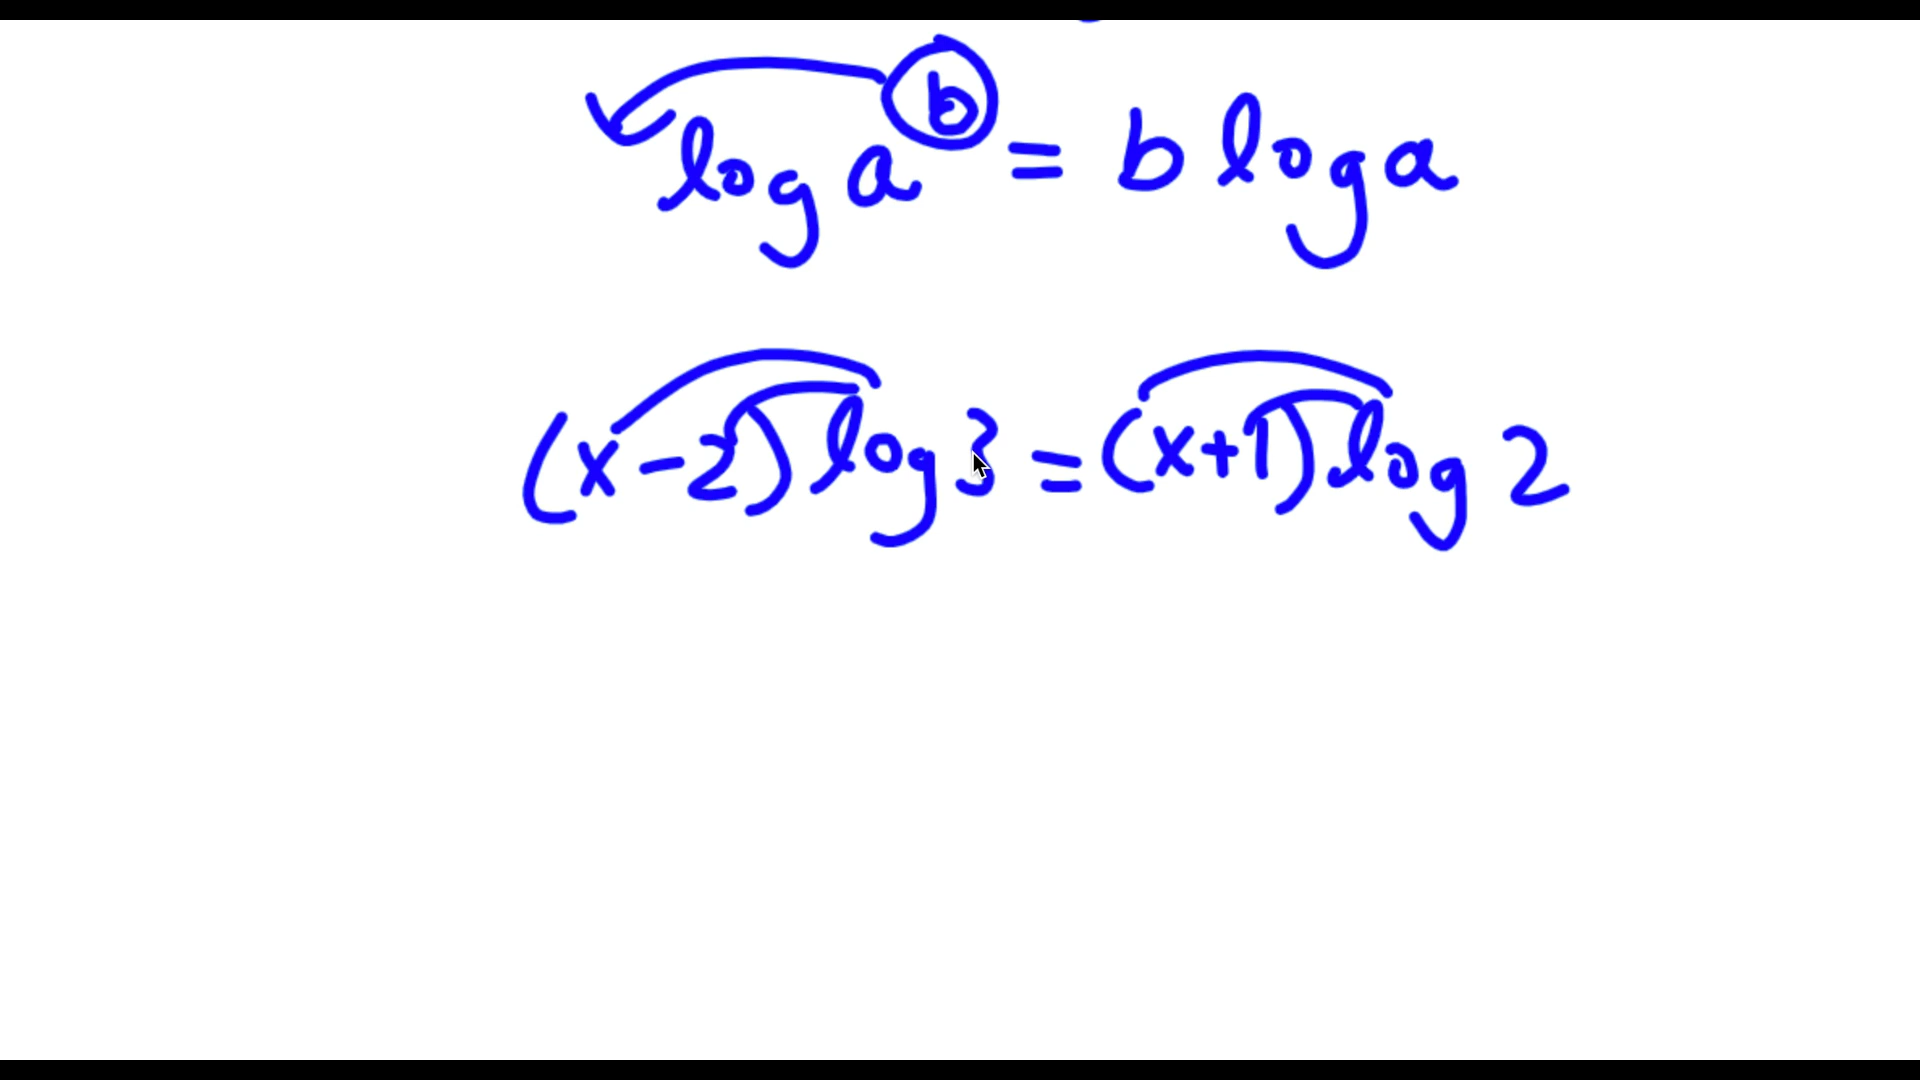 log a^b = b log a
(x-2) log 3 = (x+1) log 2